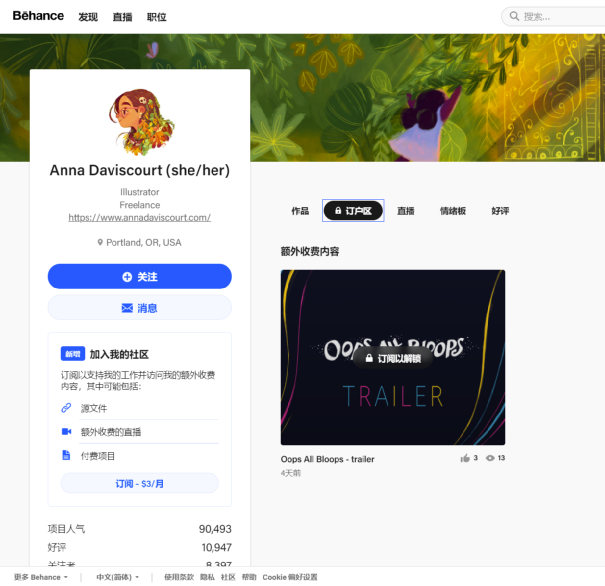 Bēhance 发现 直播 职位 搜索...
Anna Daviscourt (she/her)
Illustrator
Freelance
https://www.annadaviscourt.com/
Portland, OR, USA
关注
消息
新增 加入我的社区
订阅以支持我的工作并访问我的额外收费
内容，其中可能包括：
源文件
额外收费的直播
付费项目
订阅 - $3/月
项目人气 90,493
好评 10,947
关注者 8,397
作品 订户区 直播 情绪板 好评
额外收费内容
OOPS ALL BLOOPS
订阅以解锁
TRAILER
Oops All Bloops - trailer 3 13
4天前
更多 Behance 中文(简体) 使用条款 隐私 社区 帮助 Cookie 偏好设置